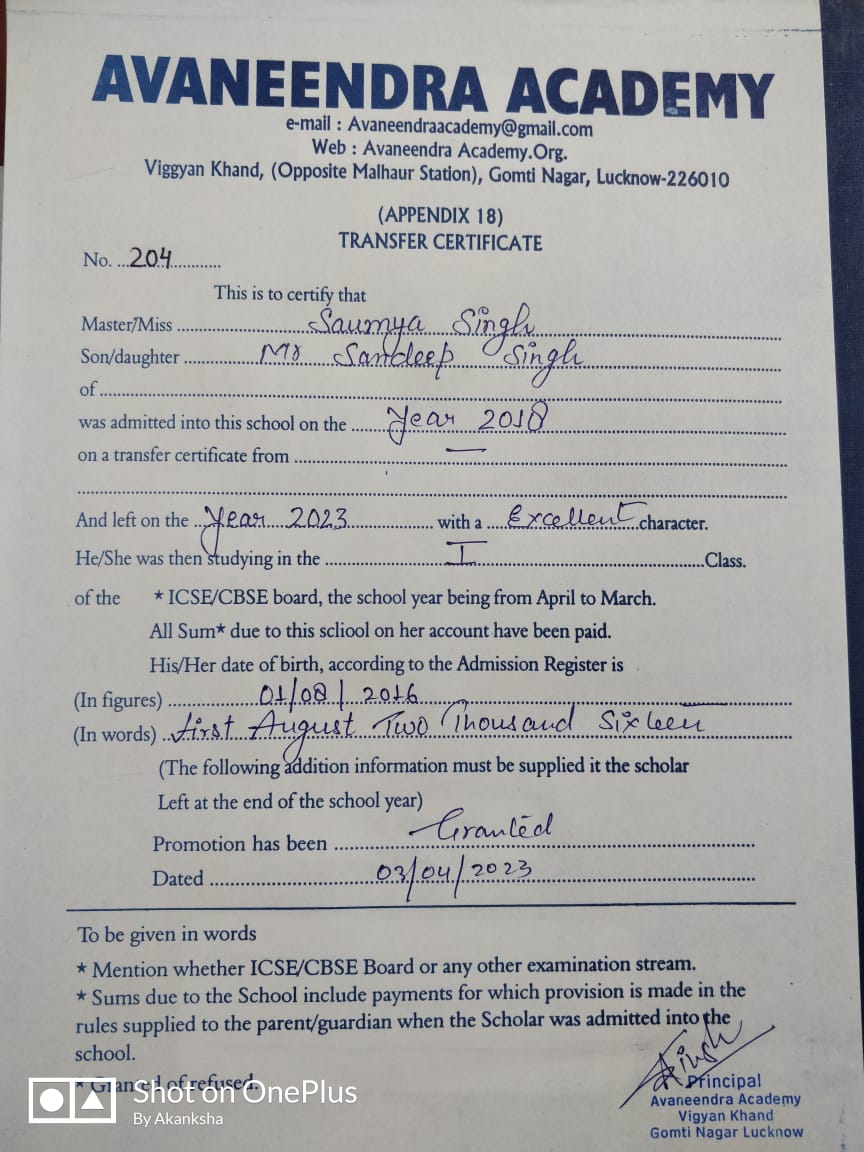 AVANEENDRA ACADEMY
e-mail : Avaneendraacademy@gmail.com
Web : Avaneendra Academy.Org.
Viggyan Khand, (Opposite Malhaur Station), Gomti Nagar, Lucknow-226010
(APPENDIX 18)
TRANSFER CERTIFICATE
No. ...204............
This is to certify that
Master/Miss ............ Saumya Singh ............
Son/daughter ............ Mr Sandeep Singh ............
of ............
was admitted into this school on the ...... Year 2018 ............
on a transfer certificate from ............ — ............
............
And left on the ... Year 2023 ............ with a .... Excellent ....character.
He/She was then studying in the ............ I ............Class.
of the * ICSE/CBSE board, the school year being from April to March.
All Sum* due to this scliool on her account have been paid.
His/Her date of birth, according to the Admission Register is
(In figures) ............ 01/08/2016 ............
(In words) .. First August Two Thousand Sixteen ............
(The following addition information must be supplied it the scholar
Left at the end of the school year)
Promotion has been ............ Granted ............
Dated ............ 03/04/2023 ............
To be given in words
* Mention whether ICSE/CBSE Board or any other examination stream.
* Sums due to the School include payments for which provision is made in the
rules supplied to the parent/guardian when the Scholar was admitted into the
school.
* Granted of refused.
Singh
Principal
Avaneendra Academy
Vigyan Khand
Gomti Nagar Lucknow
Shot on OnePlus
By Akanksha